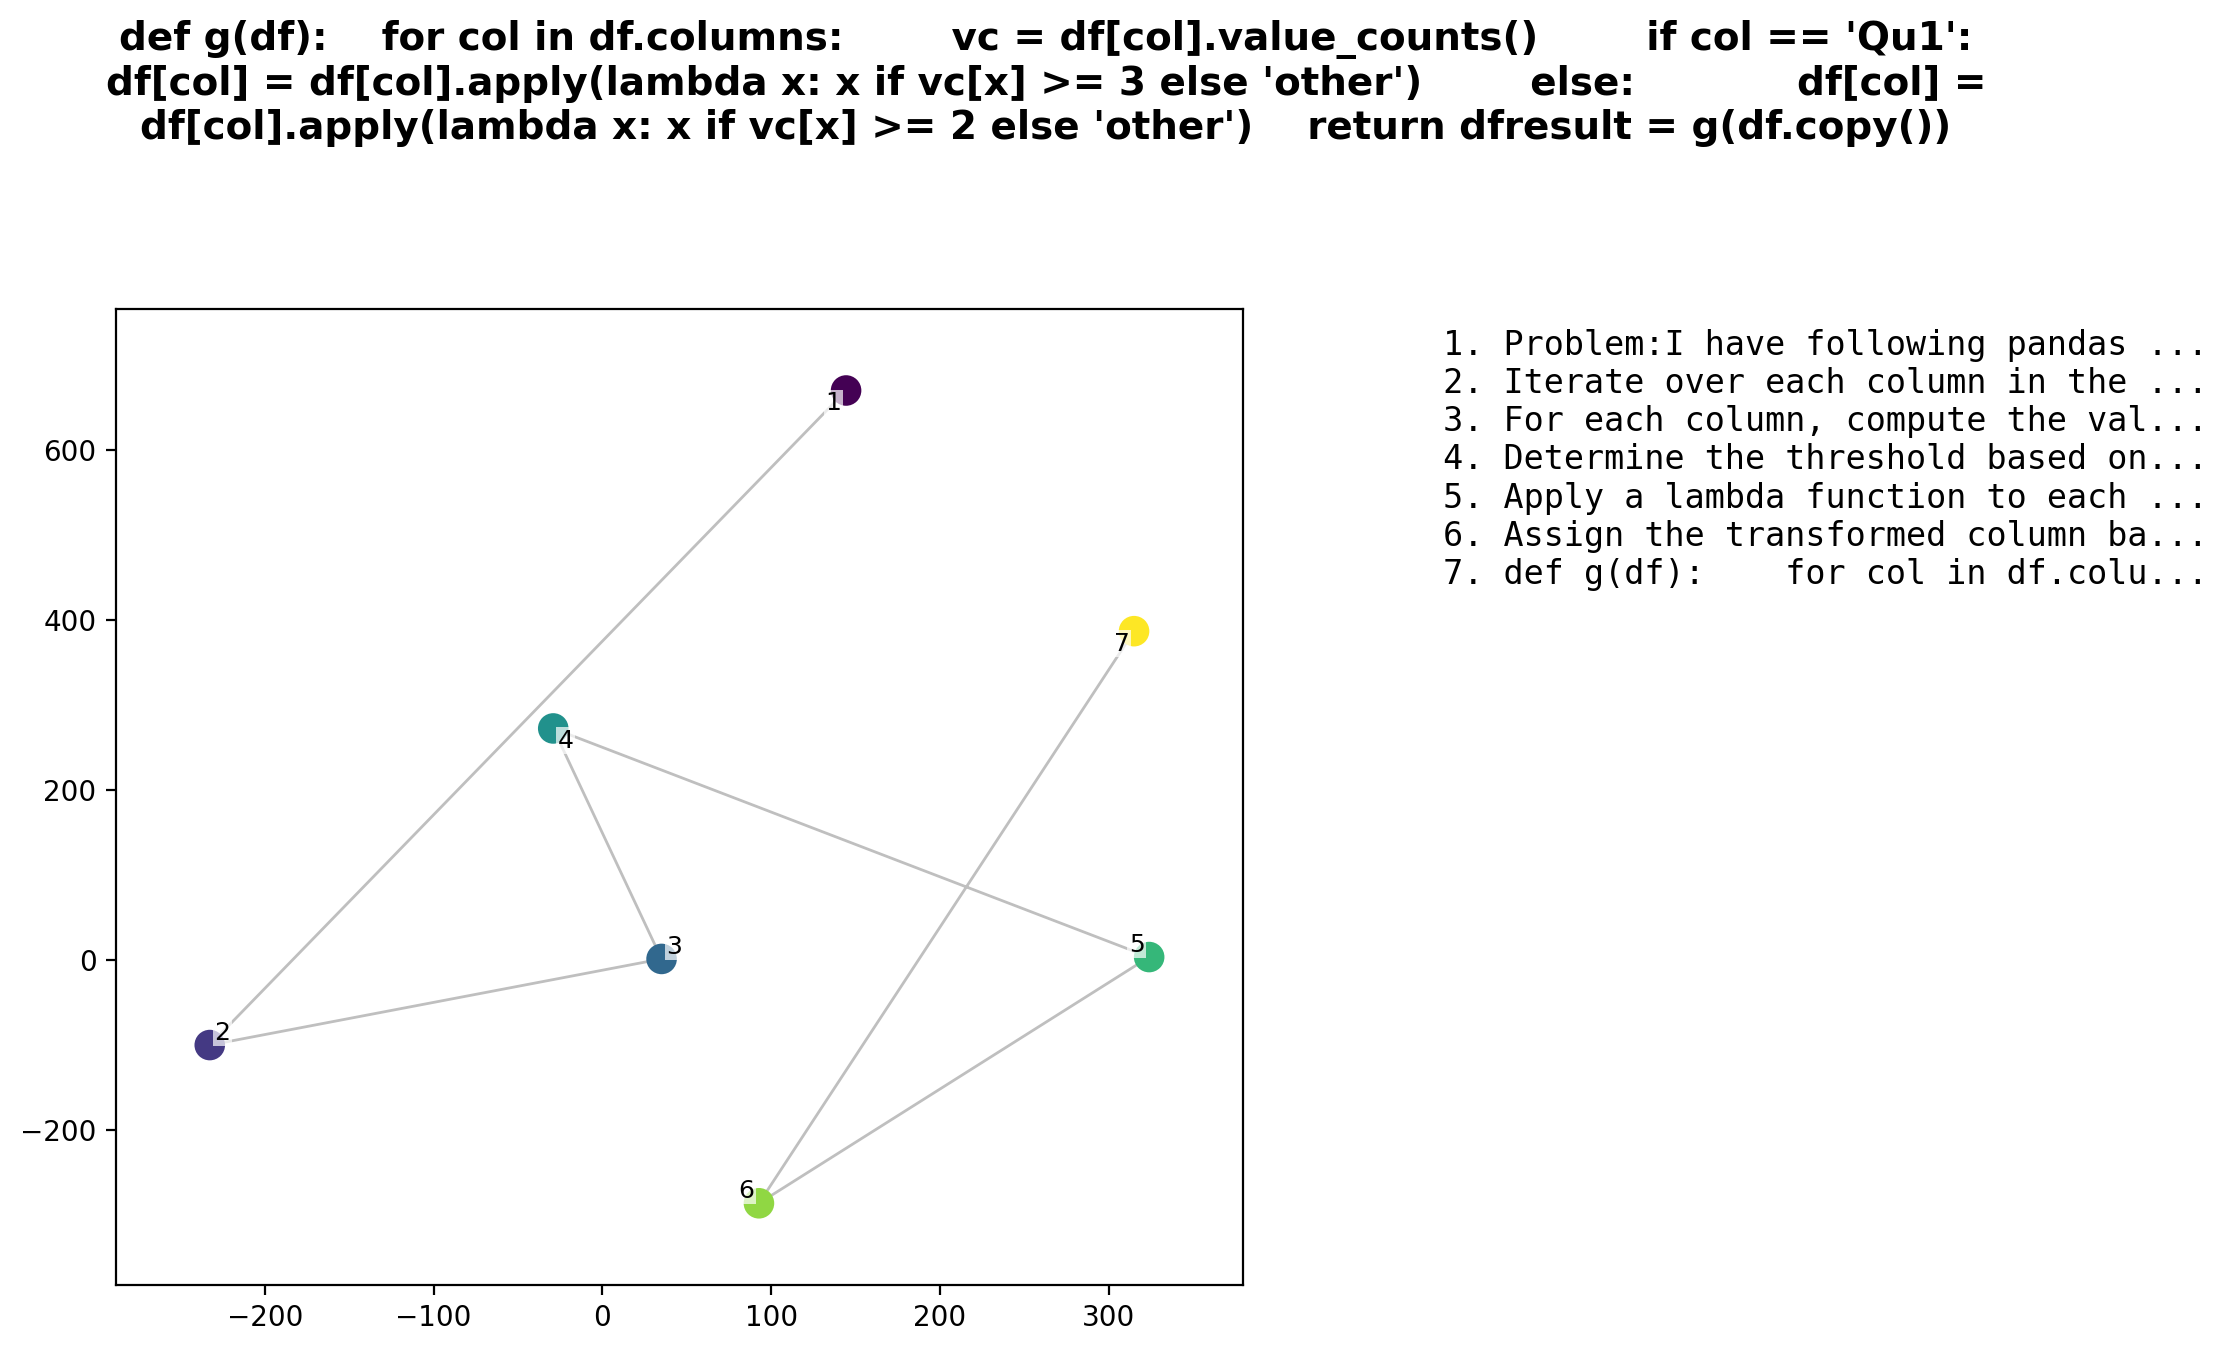 def g(df):    for col in df.columns:        vc = df[col].value_counts()        if col == 'Qu1':
df[col] = df[col].apply(lambda x: x if vc[x] >= 3 else 'other')        else:            df[col] =
df[col].apply(lambda x: x if vc[x] >= 2 else 'other')    return dfresult = g(df.copy())
1. Problem:I have following pandas ...
2. Iterate over each column in the ...
3. For each column, compute the val...
4. Determine the threshold based on...
5. Apply a lambda function to each ...
6. Assign the transformed column ba...
7. def g(df):    for col in df.colu...
600
400
200
0
−200
−200
−100
0
100
200
300
1
7
4
3
5
2
6